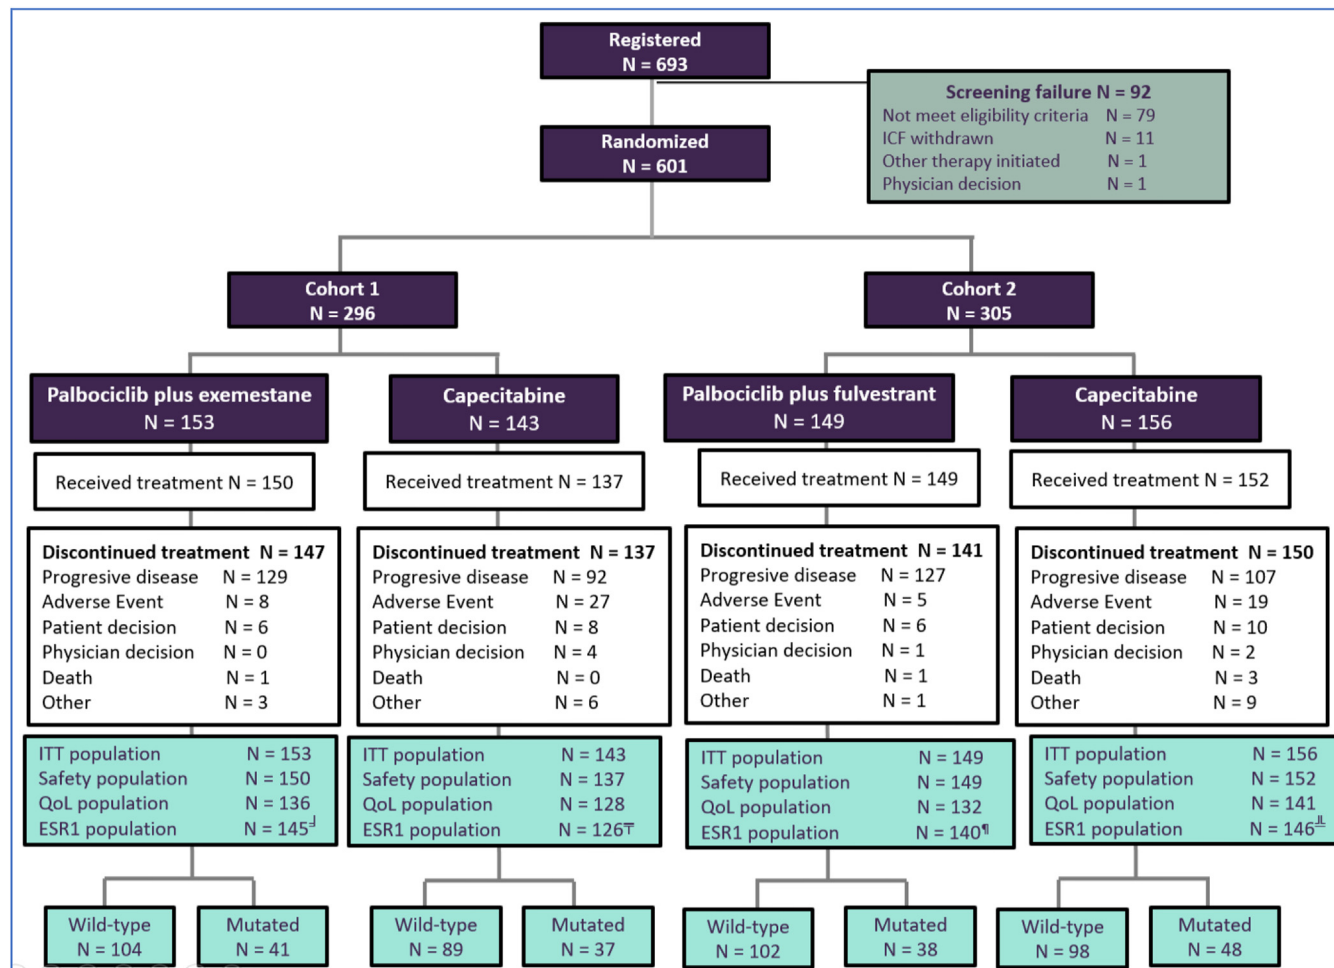 Registered
N = 693
Screening failure N = 92
Not meet eligibility criteria N = 79
ICF withdrawn N = 11
Other therapy initiated N = 1
Physician decision N = 1
Randomized
N = 601
Cohort 1
N = 296
Cohort 2
N = 305
Palbociclib plus exemestane
N = 153
Capecitabine
N = 143
Palbociclib plus fulvestrant
N = 149
Capecitabine
N = 156
Received treatment N = 150
Received treatment N = 137
Received treatment N = 149
Received treatment N = 152
Discontinued treatment N = 147
Progresive disease N = 129
Adverse Event N = 8
Patient decision N = 6
Physician decision N = 0
Death N = 1
Other N = 3
Discontinued treatment N = 137
Progresive disease N = 92
Adverse Event N = 27
Patient decision N = 8
Physician decision N = 4
Death N = 0
Other N = 6
Discontinued treatment N = 141
Progresive disease N = 127
Adverse Event N = 5
Patient decision N = 6
Physician decision N = 1
Death N = 1
Other N = 1
Discontinued treatment N = 150
Progresive disease N = 107
Adverse Event N = 19
Patient decision N = 10
Physician decision N = 2
Death N = 3
Other N = 9
ITT population N = 153
Safety population N = 150
QoL population N = 136
ESR1 population N = 145╛
ITT population N = 143
Safety population N = 137
QoL population N = 128
ESR1 population N = 126╤
ITT population N = 149
Safety population N = 149
QoL population N = 132
ESR1 population N = 140¶
ITT population N = 156
Safety population N = 152
QoL population N = 141
ESR1 population N = 146╩
Wild-type
N = 104
Mutated
N = 41
Wild-type
N = 89
Mutated
N = 37
Wild-type
N = 102
Mutated
N = 38
Wild-type
N = 98
Mutated
N = 48